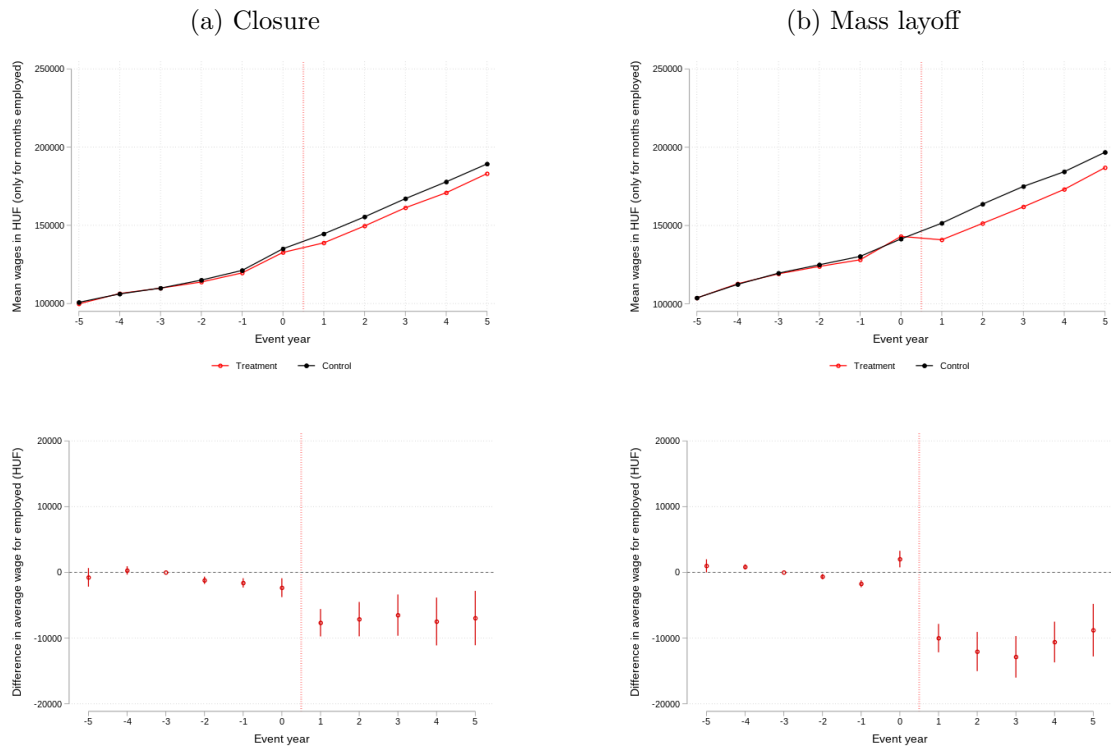 (a) Closure
Mean wages in HUF (only for months employed)
250000
200000
150000
100000
-5 -4 -3 -2 -1 0 1 2 3 4 5
Event year
Treatment Control
(b) Mass layoff
Mean wages in HUF (only for months employed)
250000
200000
150000
100000
-5 -4 -3 -2 -1 0 1 2 3 4 5
Event year
Treatment Control
Difference in average wage for employed (HUF)
20000
10000
0
-10000
-20000
-5 -4 -3 -2 -1 0 1 2 3 4 5
Event year
Difference in average wage for employed (HUF)
20000
10000
0
-10000
-20000
-5 -4 -3 -2 -1 0 1 2 3 4 5
Event year